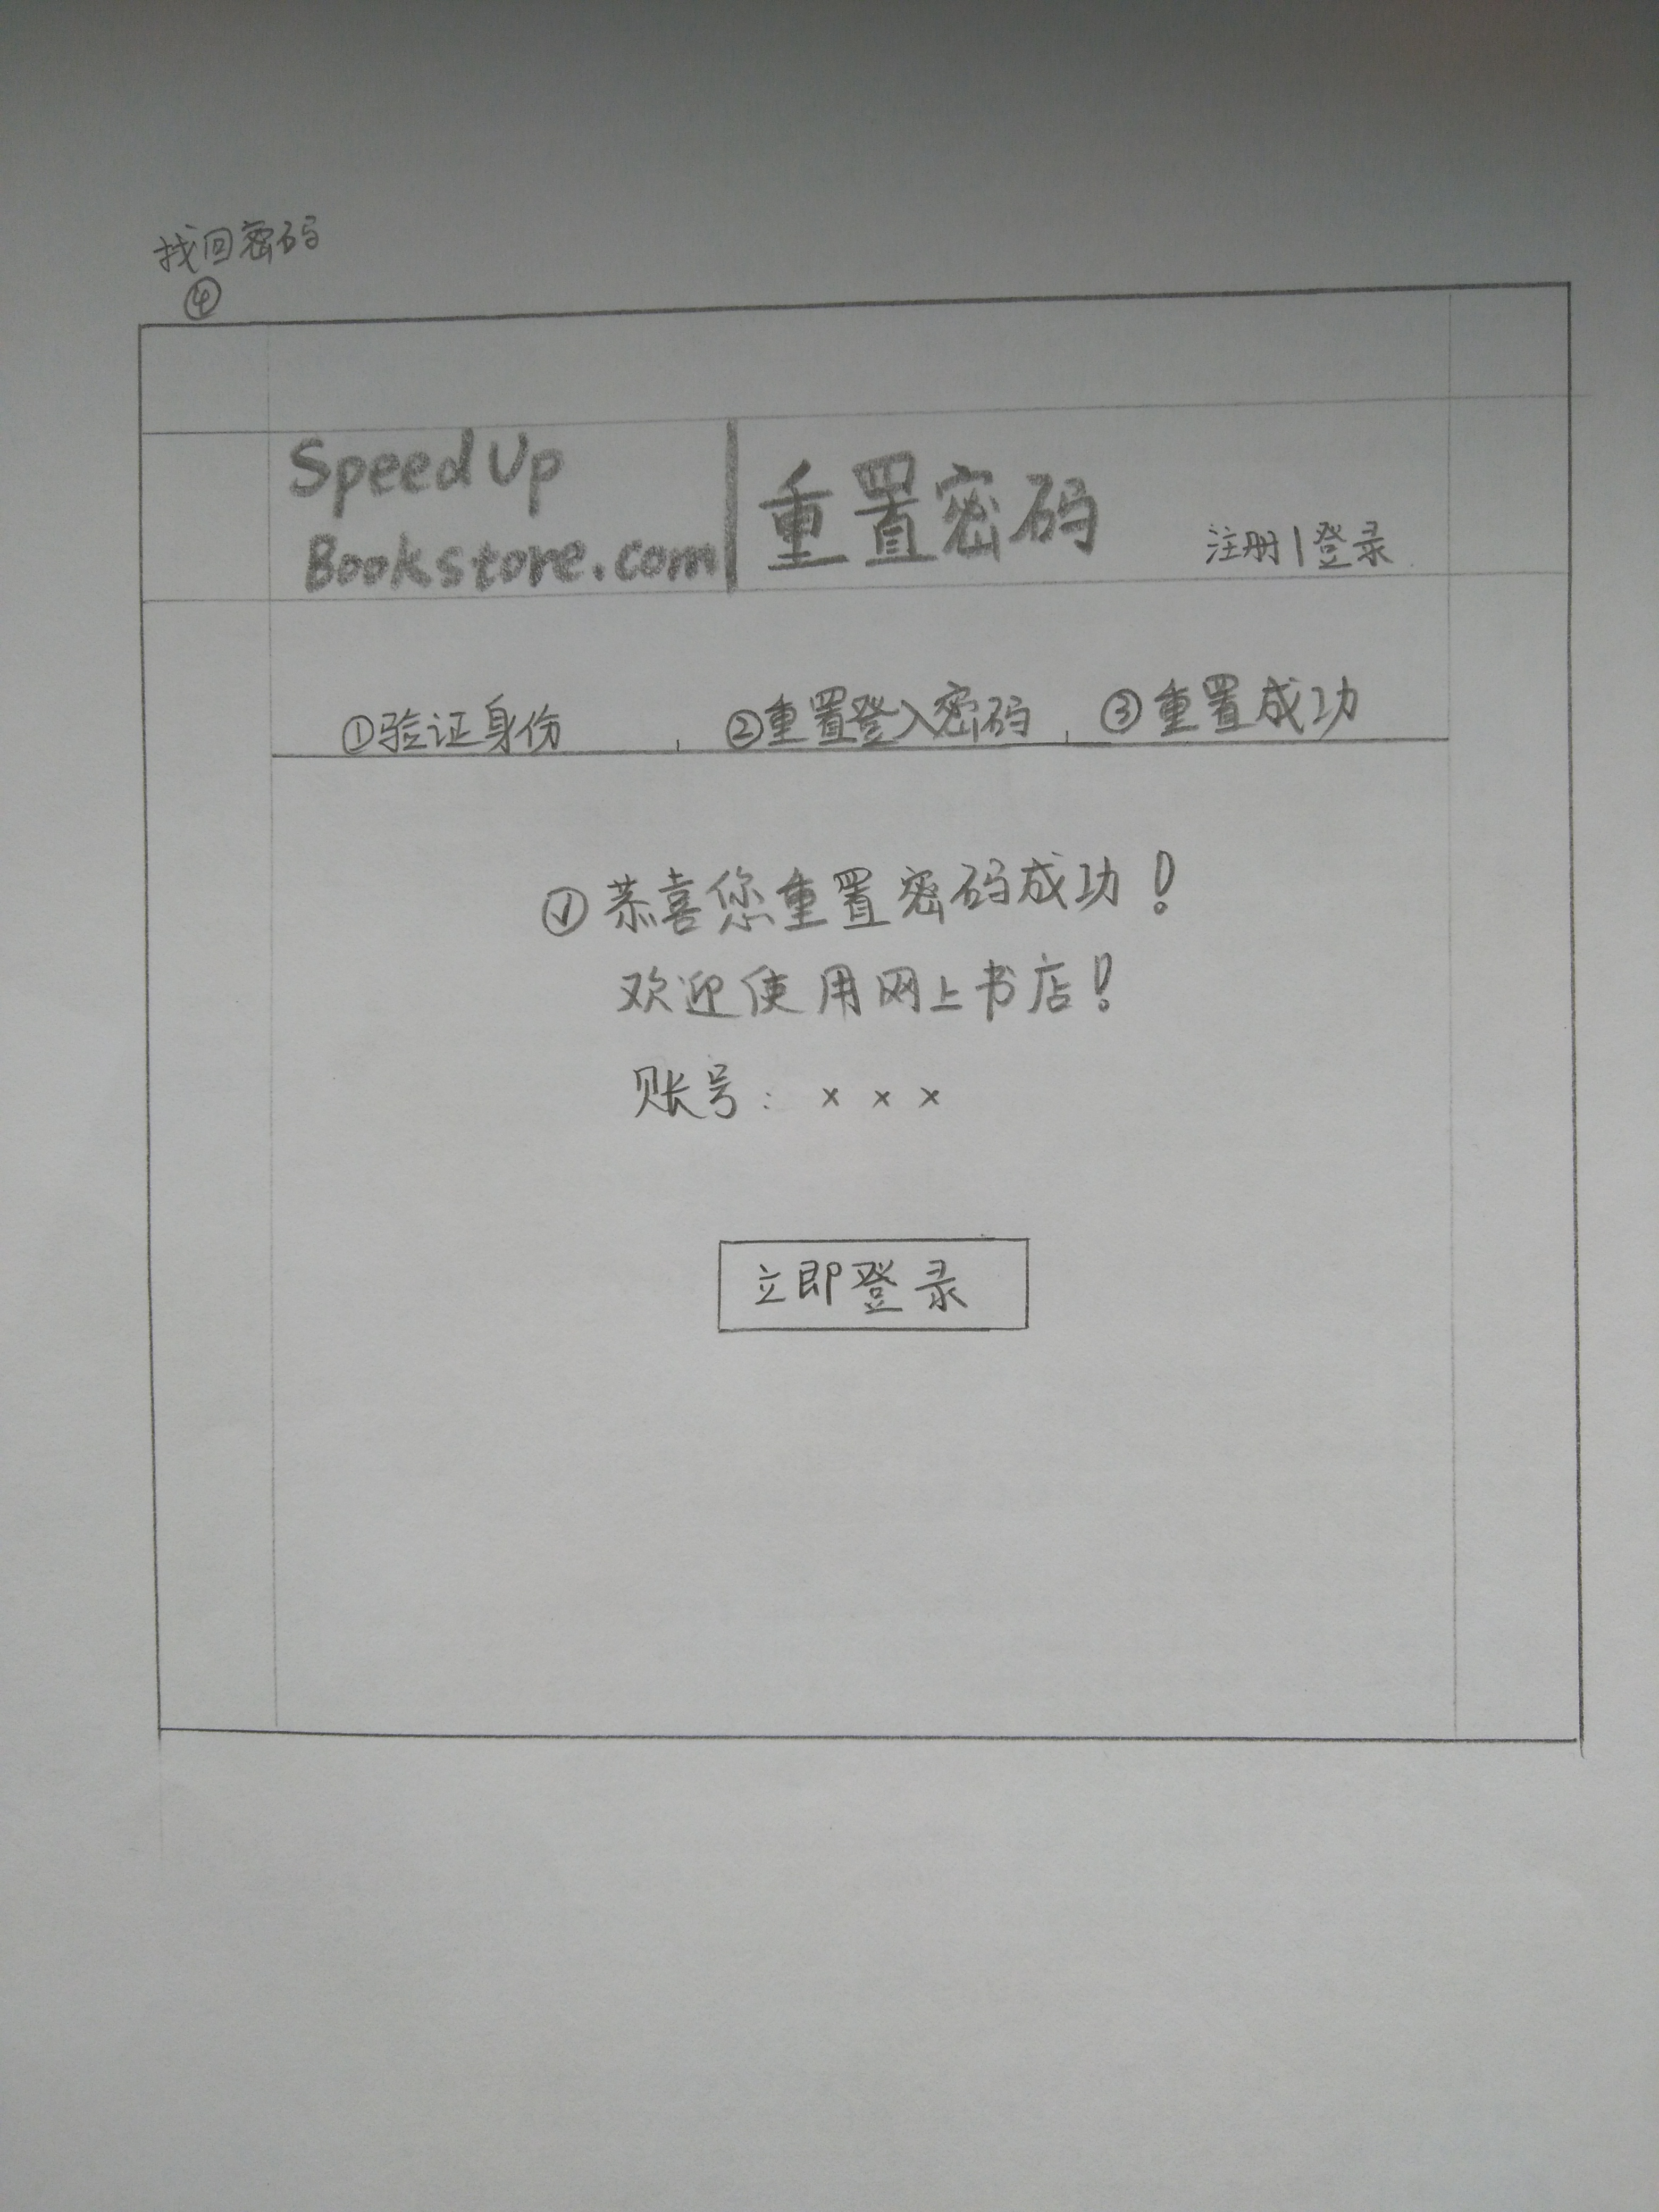 找回密码
④
Speed Up
Bookstore.com
重置密码
注册|登录
①验证身份
②重置登入密码
③重置成功
恭喜您重置密码成功!
欢迎使用网上书店!
账号: × × ×
立即登录